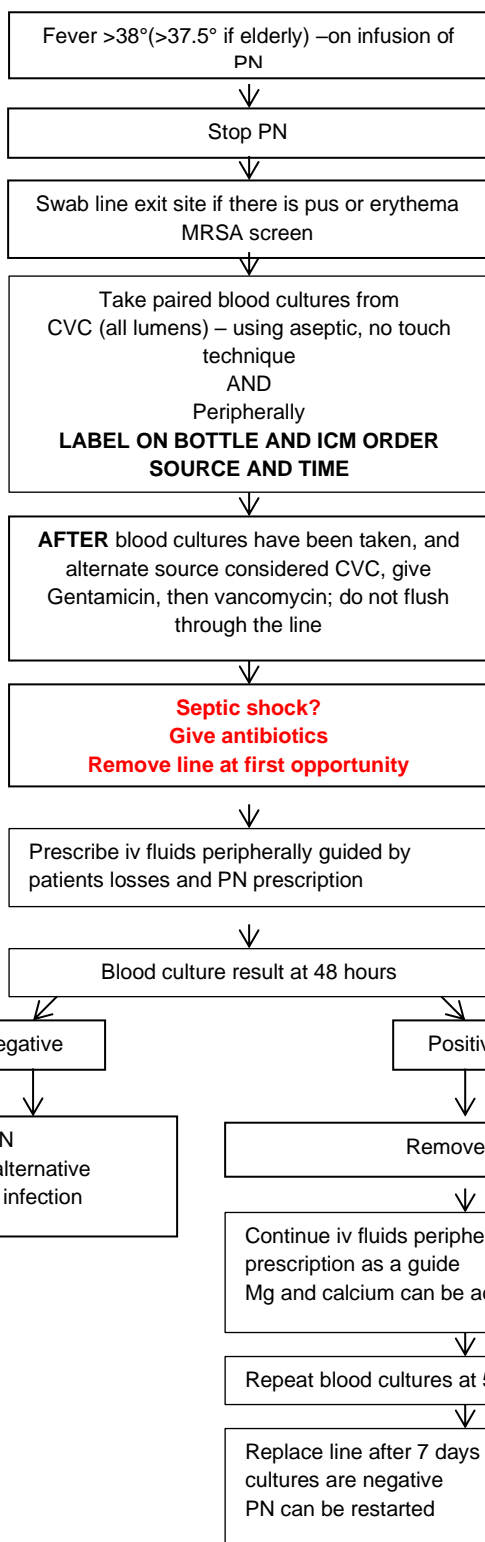 Fever >38°(>37.5° if elderly) –on infusion of
PN
Stop PN
Swab line exit site if there is pus or erythema
MRSA screen
Take paired blood cultures from
CVC (all lumens) – using aseptic, no touch
technique
AND
Peripherally
LABEL ON BOTTLE AND ICM ORDER
SOURCE AND TIME
AFTER blood cultures have been taken, and
alternate source considered CVC, give
Gentamicin, then vancomycin; do not flush
through the line
Septic shock?
Give antibiotics
Remove line at first opportunity
Prescribe iv fluids peripherally guided by
patients losses and PN prescription
Blood culture result at 48 hours
egative
Positiv
N
alternative
infection
Remove
Continue iv fluids periphe
prescription as a guide
Mg and calcium can be a
Repeat blood cultures at 5
Replace line after 7 days
cultures are negative
PN can be restarted